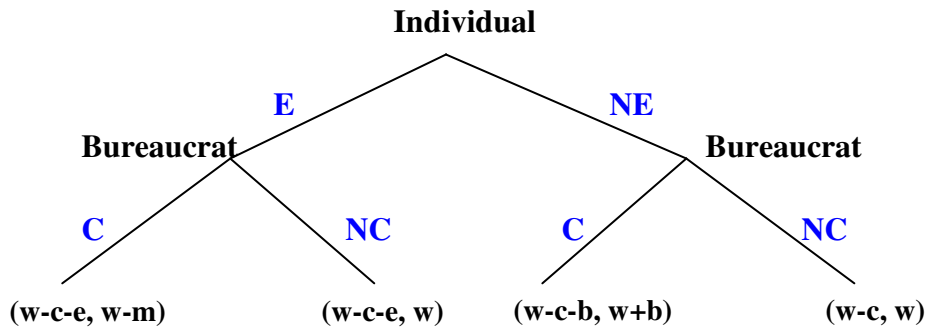 Individual
E NE
Bureaucrat Bureaucrat
C NC C NC
(w-c-e, w-m) (w-c-e, w) (w-c-b, w+b) (w-c, w)